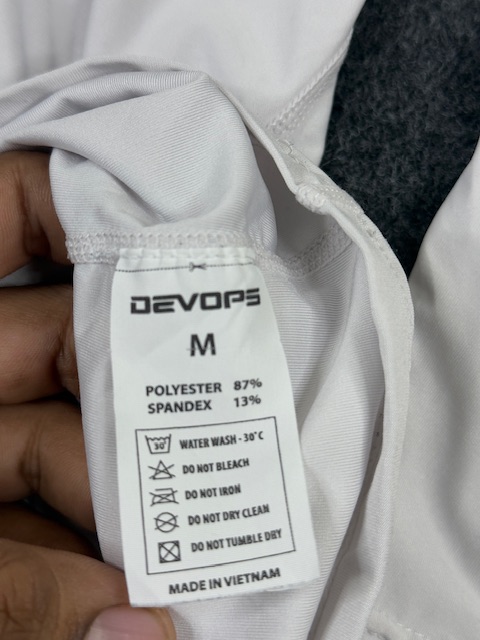 DEVOPS
M
POLYESTER 87%
SPANDEX 13%
30°
WATER WASH - 30°C
DO NOT BLEACH
DO NOT IRON
DO NOT DRY CLEAN
DO NOT TUMBLE DRY
MADE IN VIETNAM